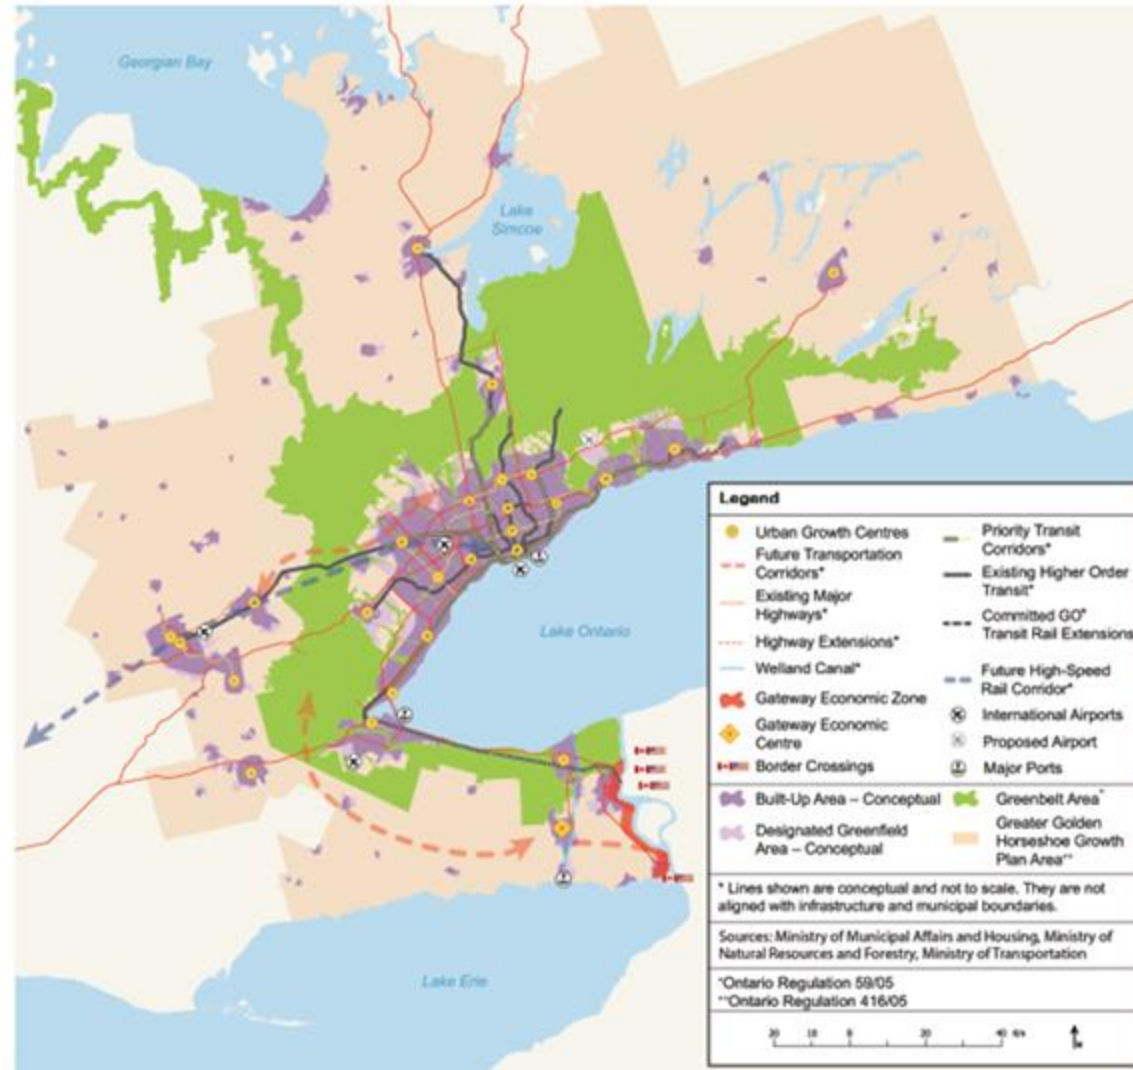 Georgian Bay
Lake
Simcoe
Lake Ontario
Lake Erie
Legend
Urban Growth Centres
Future Transportation
Corridors*
Existing Major
Highways*
Highway Extensions*
Welland Canal*
Gateway Economic Zone
Gateway Economic
Centre
Border Crossings
Priority Transit
Corridors*
Existing Higher Order
Transit*
Committed GO
Transit Rail Extensions
Future High-Speed
Rail Corridor*
International Airports
Proposed Airport
Major Ports
Built-Up Area – Conceptual
Designated Greenfield
Area – Conceptual
Greenbelt Area*
Greater Golden
Horseshoe Growth
Plan Area**
* Lines shown are conceptual and not to scale. They are not
aligned with infrastructure and municipal boundaries.
Sources: Ministry of Municipal Affairs and Housing, Ministry of
Natural Resources and Forestry, Ministry of Transportation
*Ontario Regulation 59/05
**Ontario Regulation 416/05
20 10 0 20 40